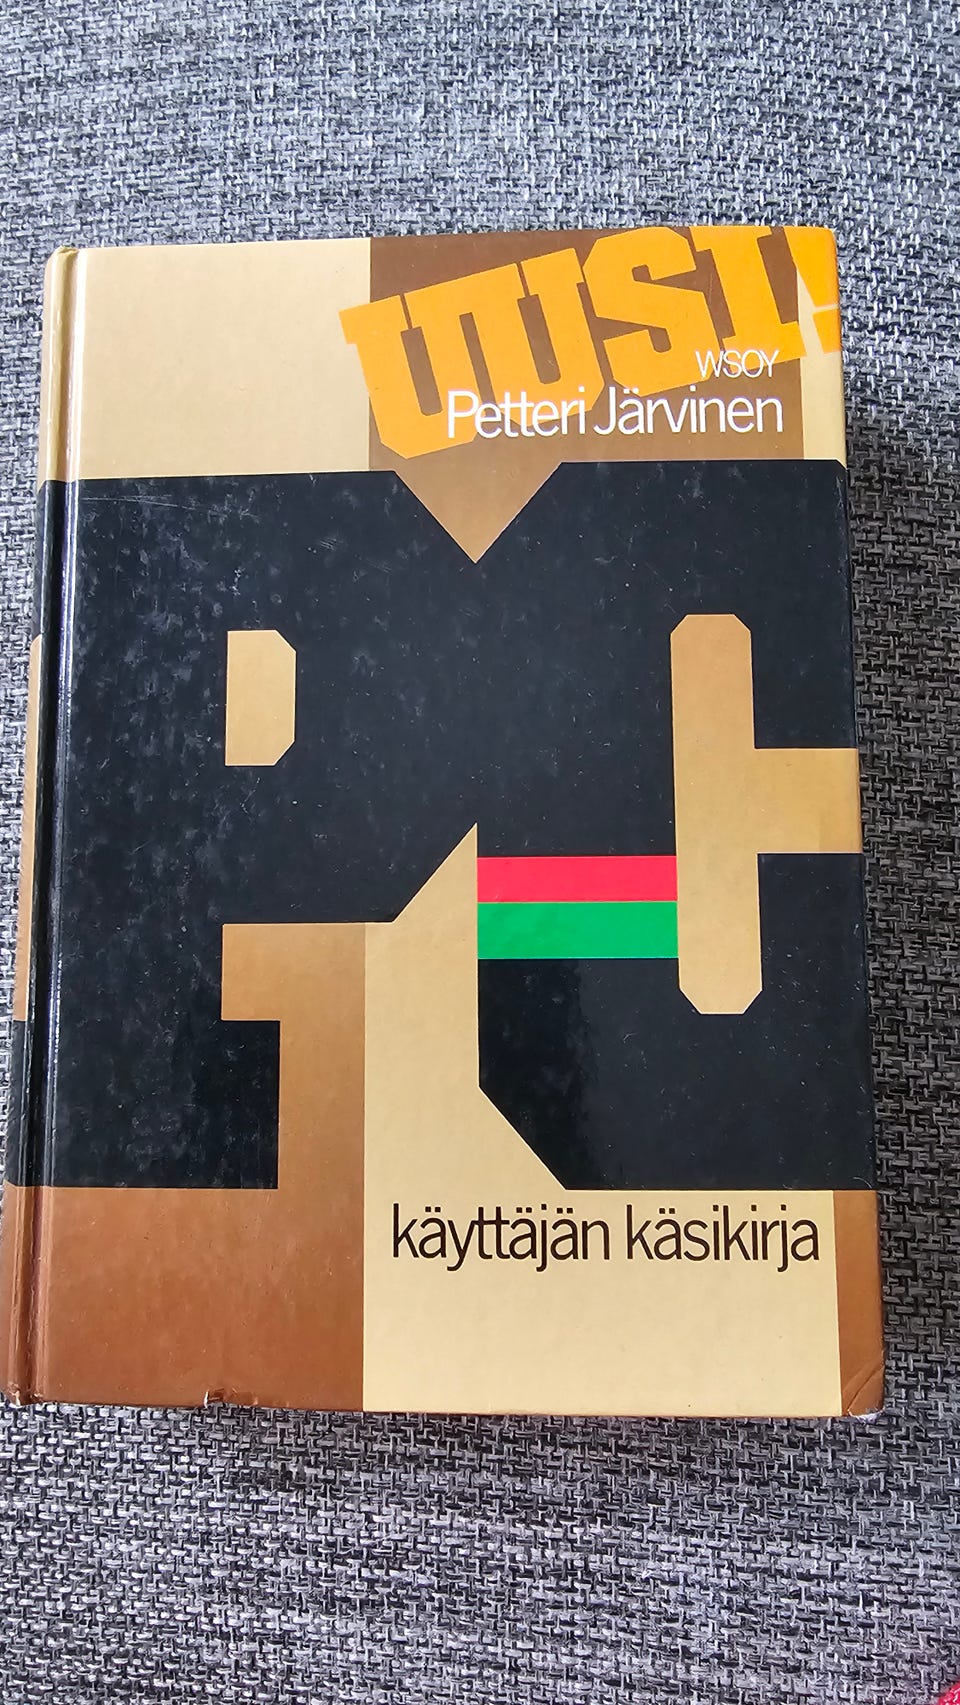 UUSI!
WSOY
Petteri Järvinen
PC
käyttäjän käsikirja